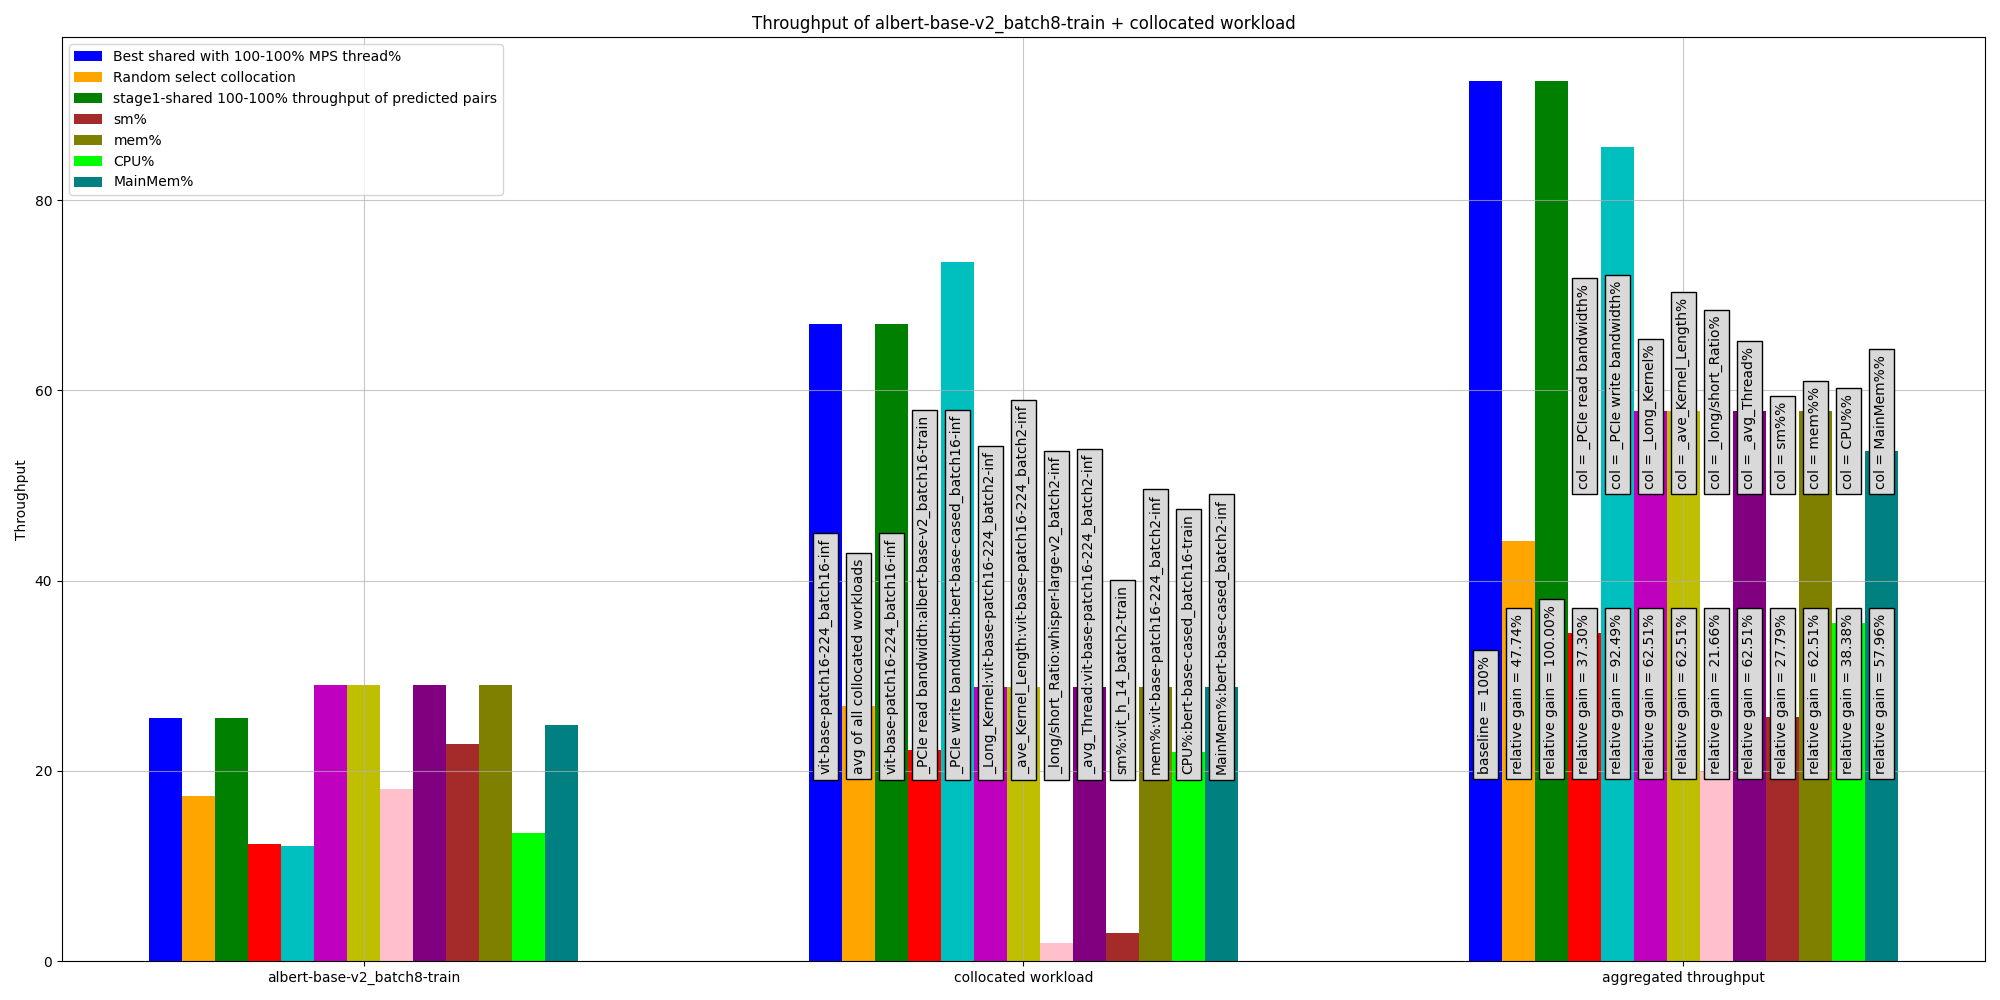 Throughput of albert-base-v2_batch8-train + collocated workload
Best shared with 100-100% MPS thread%
Random select collocation
stage1-shared 100-100% throughput of predicted pairs
sm%
mem%
CPU%
MainMem%
Throughput
80
60
40
20
0
vit-base-patch16-224_batch16-inf
avg of all collocated workloads
vit-base-patch16-224_batch16-inf
_PCIe read bandwidth:albert-base-v2_batch16-train
_PCIe write bandwidth:bert-base-cased_batch16-inf
_Long_Kernel:vit-base-patch16-224_batch2-inf
_ave_Kernel_Length:vit-base-patch16-224_batch2-inf
_long/short_Ratio:whisper-large-v2_batch2-inf
_avg_Thread:vit-base-patch16-224_batch2-inf
sm%:vit_h_14_batch2-train
mem%:vit-base-patch16-224_batch2-inf
CPU%:bert-base-cased_batch16-train
MainMem%:bert-base-cased_batch2-inf
col = _PCIe read bandwidth%
col = _PCIe write bandwidth%
col = _Long_Kernel%
col = _ave_Kernel_Length%
col = _long/short_Ratio%
col = _avg_Thread%
col = sm%%
col = mem%%
col = CPU%%
col = MainMem%%
baseline = 100%
relative gain = 47.74%
relative gain = 100.00%
relative gain = 37.30%
relative gain = 92.49%
relative gain = 62.51%
relative gain = 62.51%
relative gain = 21.66%
relative gain = 62.51%
relative gain = 27.79%
relative gain = 62.51%
relative gain = 38.38%
relative gain = 57.96%
albert-base-v2_batch8-train
collocated workload
aggregated throughput